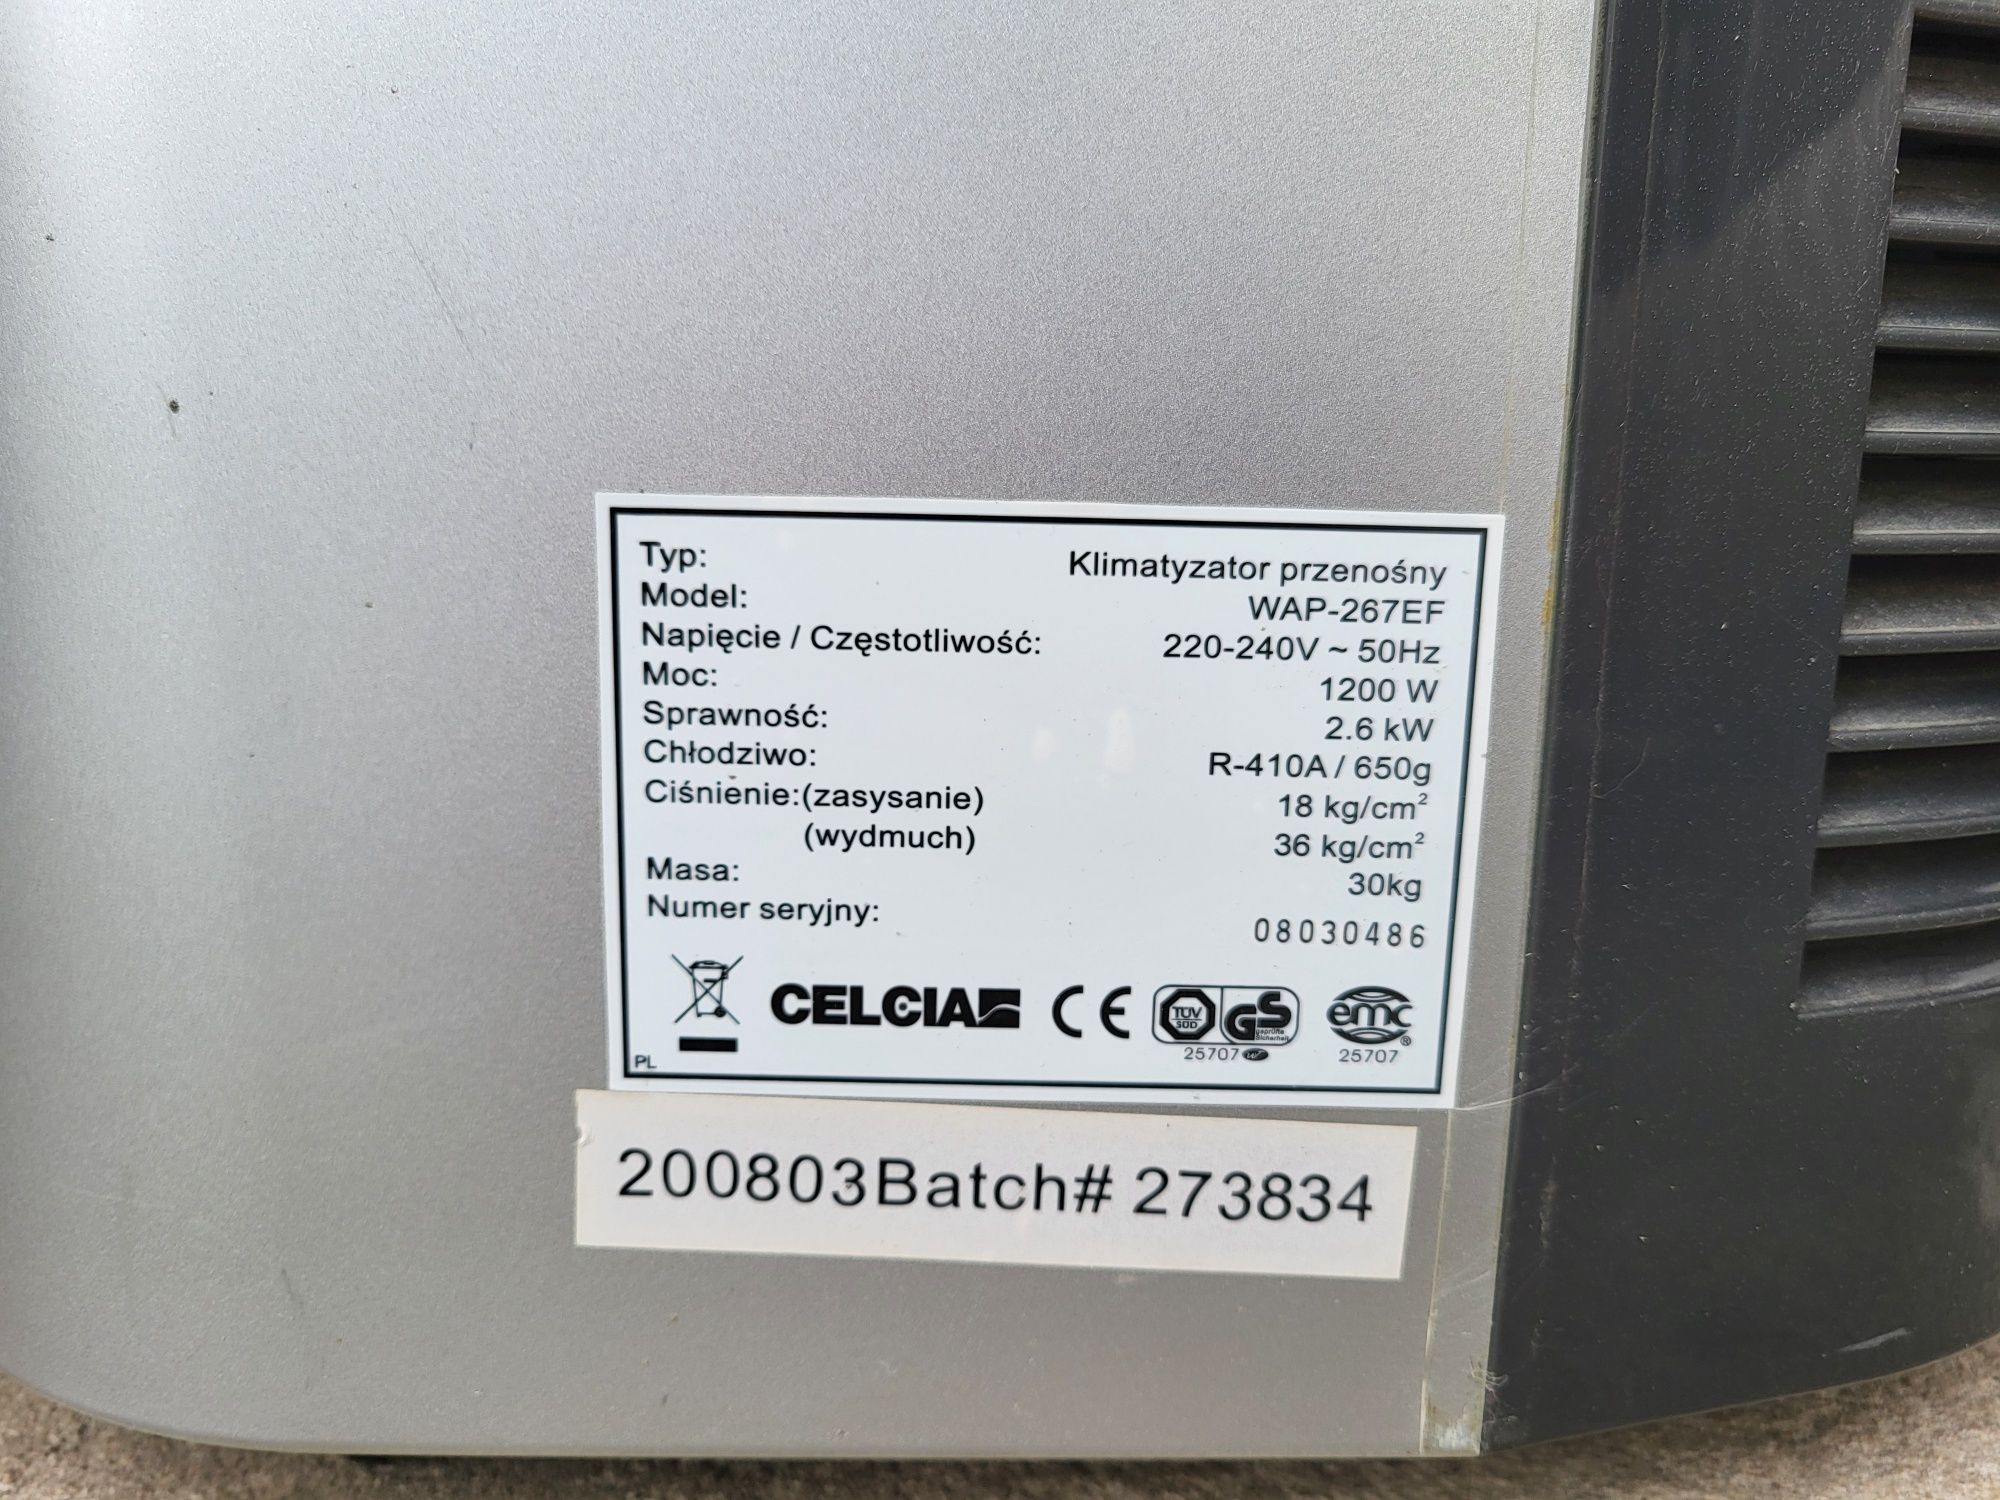 Typ: Klimatyzator przenośny
Model: WAP-267EF
Napięcie / Częstotliwość: 220-240V ~ 50Hz
Moc: 1200 W
Sprawność: 2.6 kW
Chłodziwo: R-410A / 650g
Ciśnienie:(zasysanie) 18 kg/cm²
(wydmuch) 36 kg/cm²
Masa: 30kg
Numer seryjny: 08030486
CELCIA CE TÜV SÜD GS geprüfte Sicherheit emc ®
25707 25707
PL
200803Batch# 273834